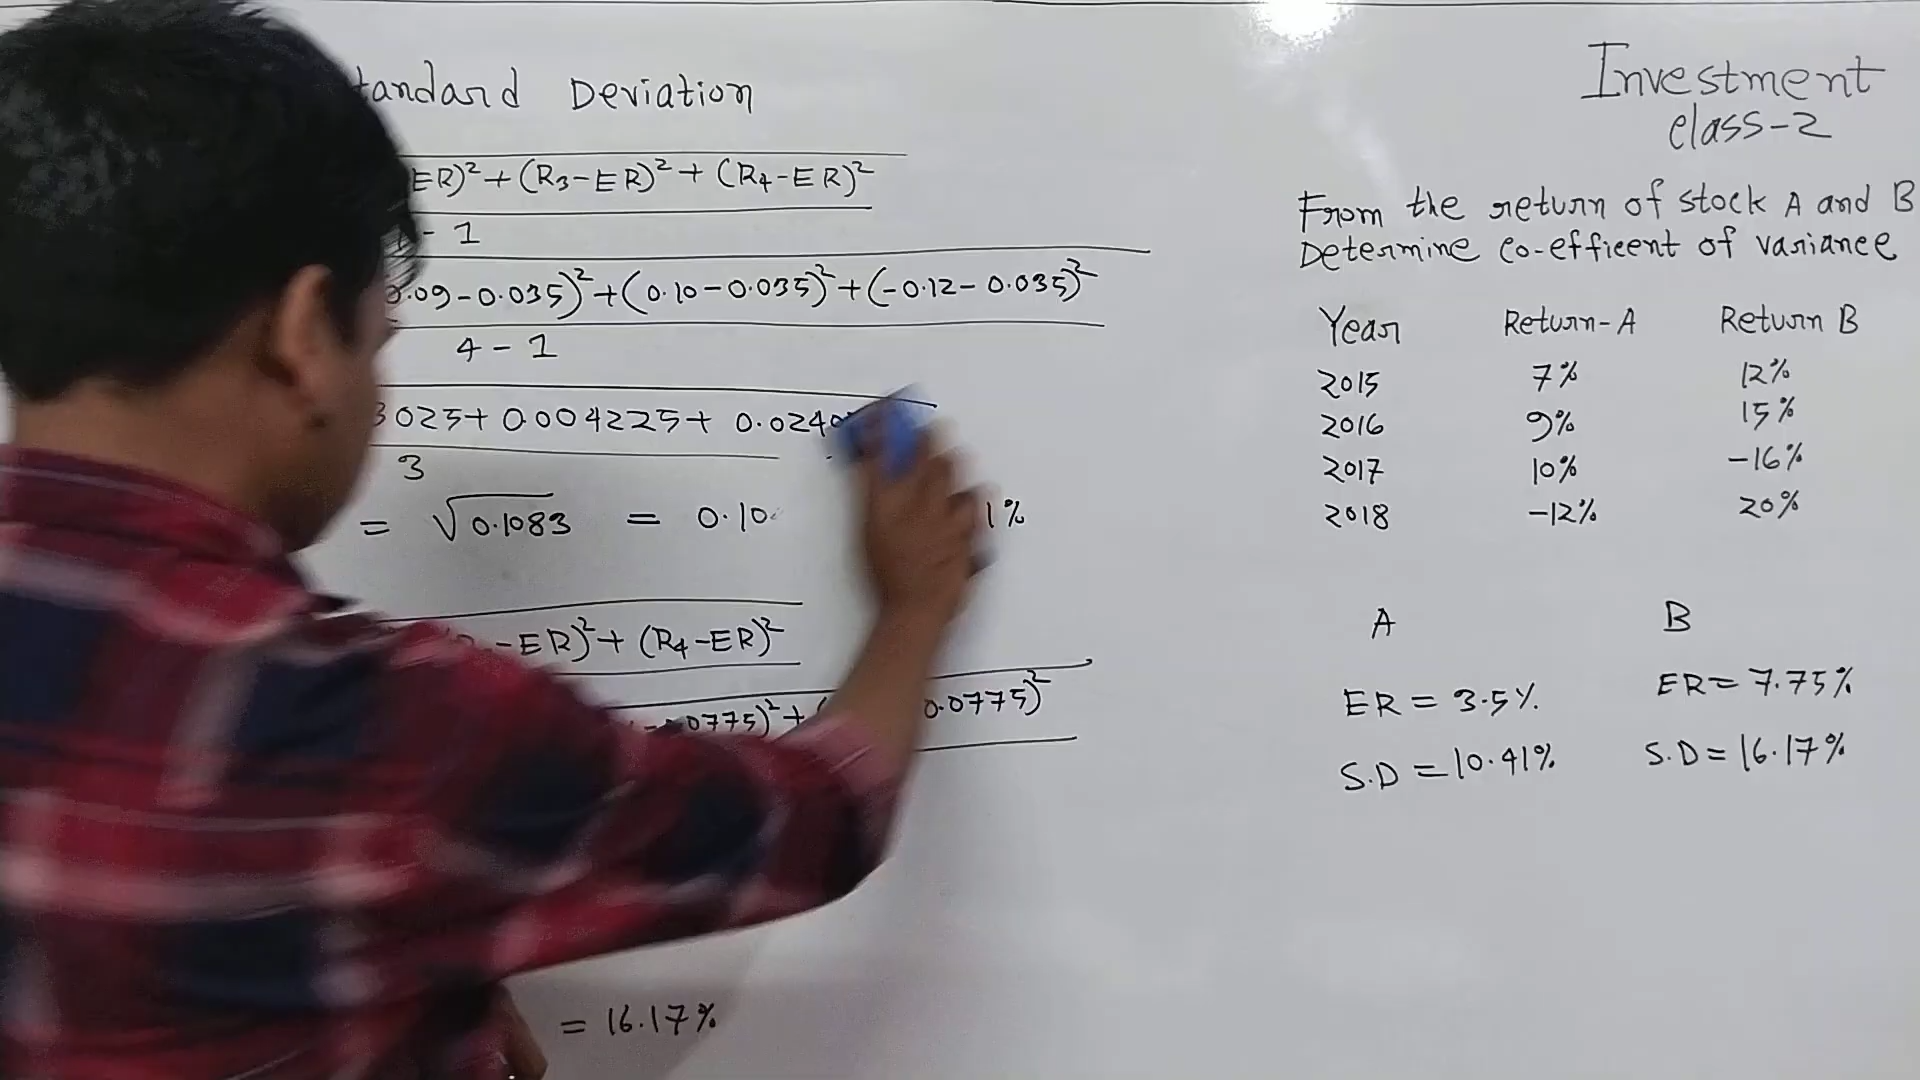 tandard Deviation
ER)²+(R3-ER)²+(R4-ER)²
- 1
0.09-0.035)²+(0.10-0.035)²+(-0.12-0.035)²
4-1
3025+0.004225+ 0.0240
3
= √0.1083 = 0.10 1%
-ER)²+(R4-ER)²
0775)²+ 0.0775)²
= 16.17%
Investment
class-2
From the return of stock A and B
Determine co-efficent of variance
Year Return-A Return B
2015 7% 12%
2016 9% 15%
2017 10% -16%
2018 -12% 20%
A B
ER = 3.5% ER= 7.75%
S.D = 10.41% S.D= 16.17%